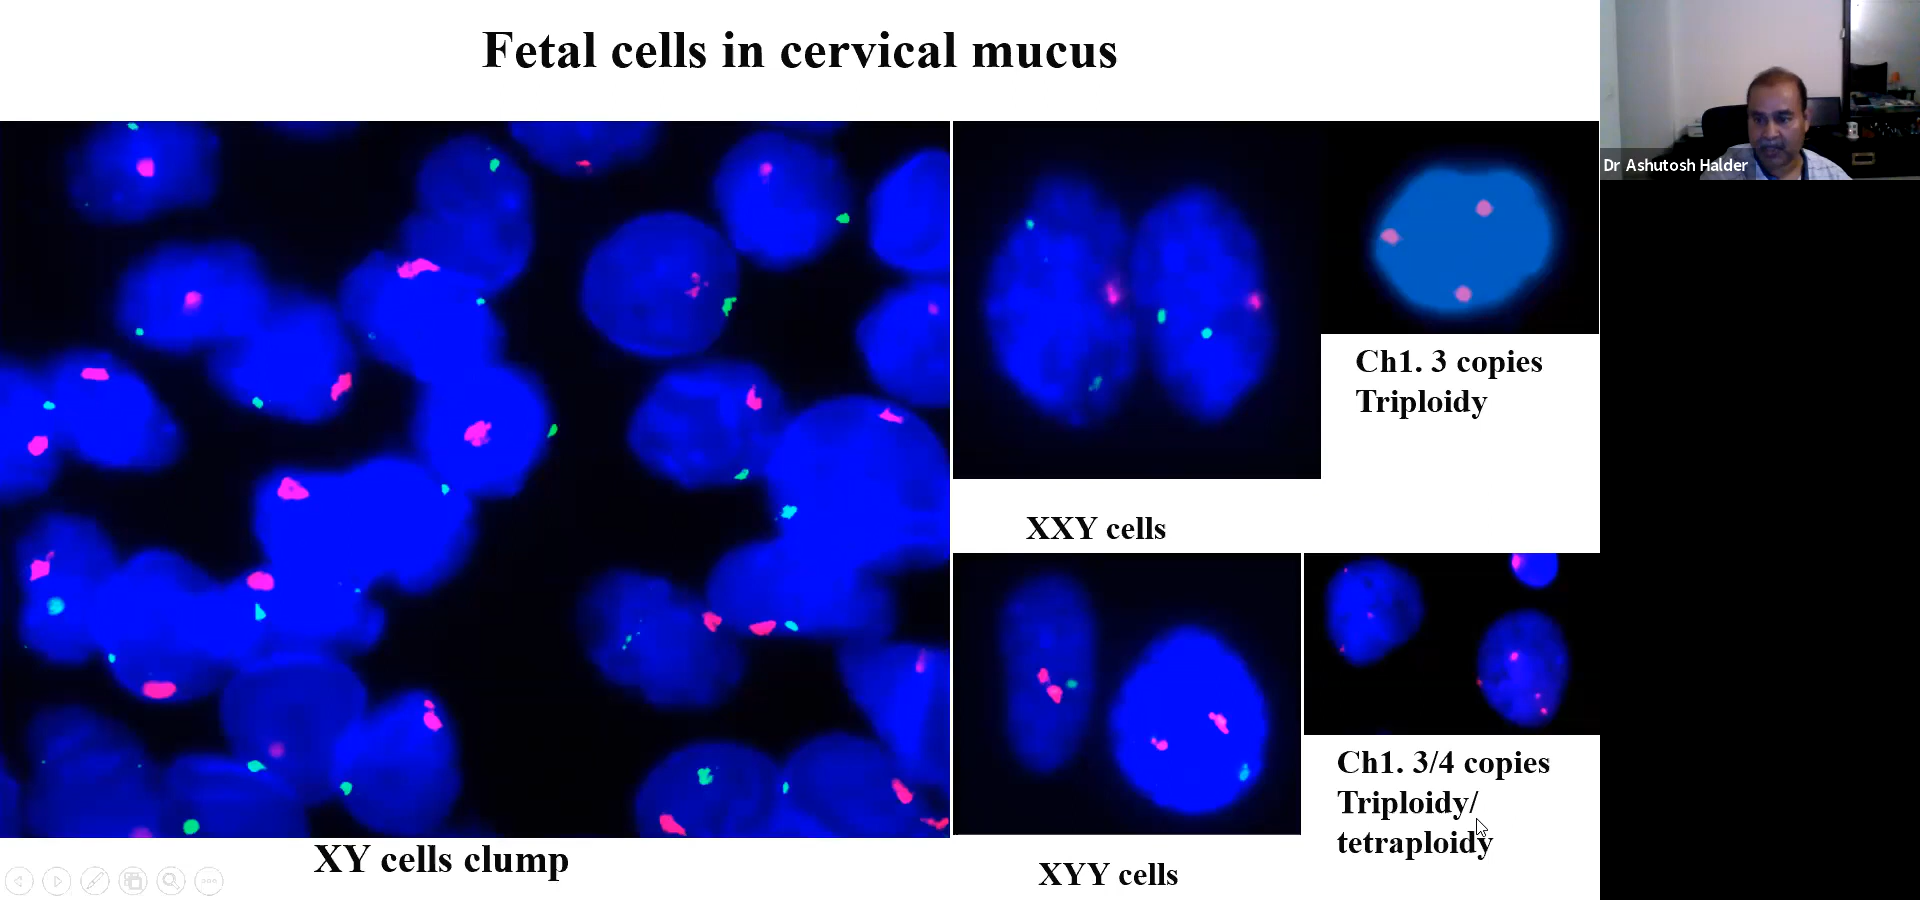 Fetal cells in cervical mucus
Dr Ashutosh Halder
Ch1. 3 copies
Triploidy
XXY cells
Ch1. 3/4 copies
Triploidy/
tetraploidy
XY cells clump
XYY cells